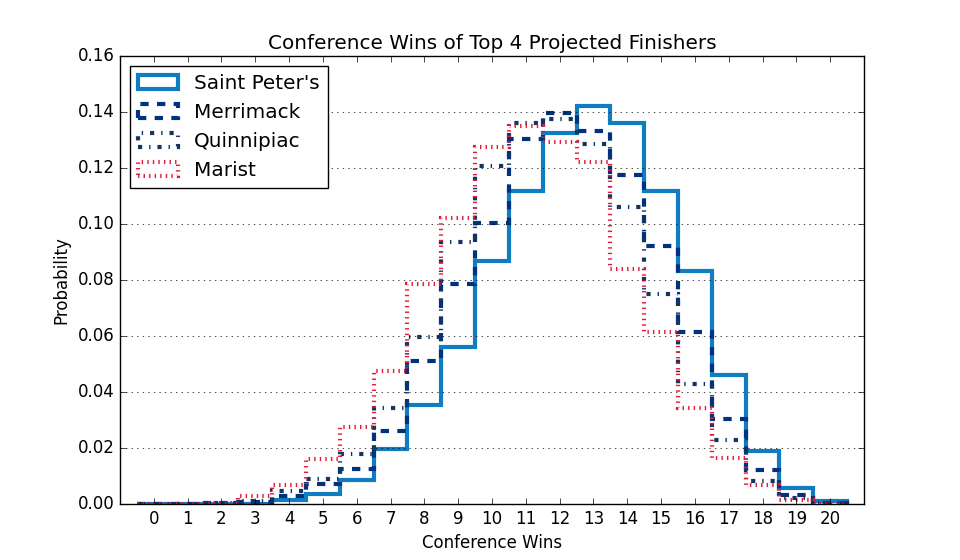 Conference Wins of Top 4 Projected Finishers
0.16
0.14
0.12
0.10
0.08
0.06
0.04
0.02
0.00
Probability
Saint Peter's
Merrimack
Quinnipiac
Marist
0 1 2 3 4 5 6 7 8 9 10 11 12 13 14 15 16 17 18 19 20
Conference Wins